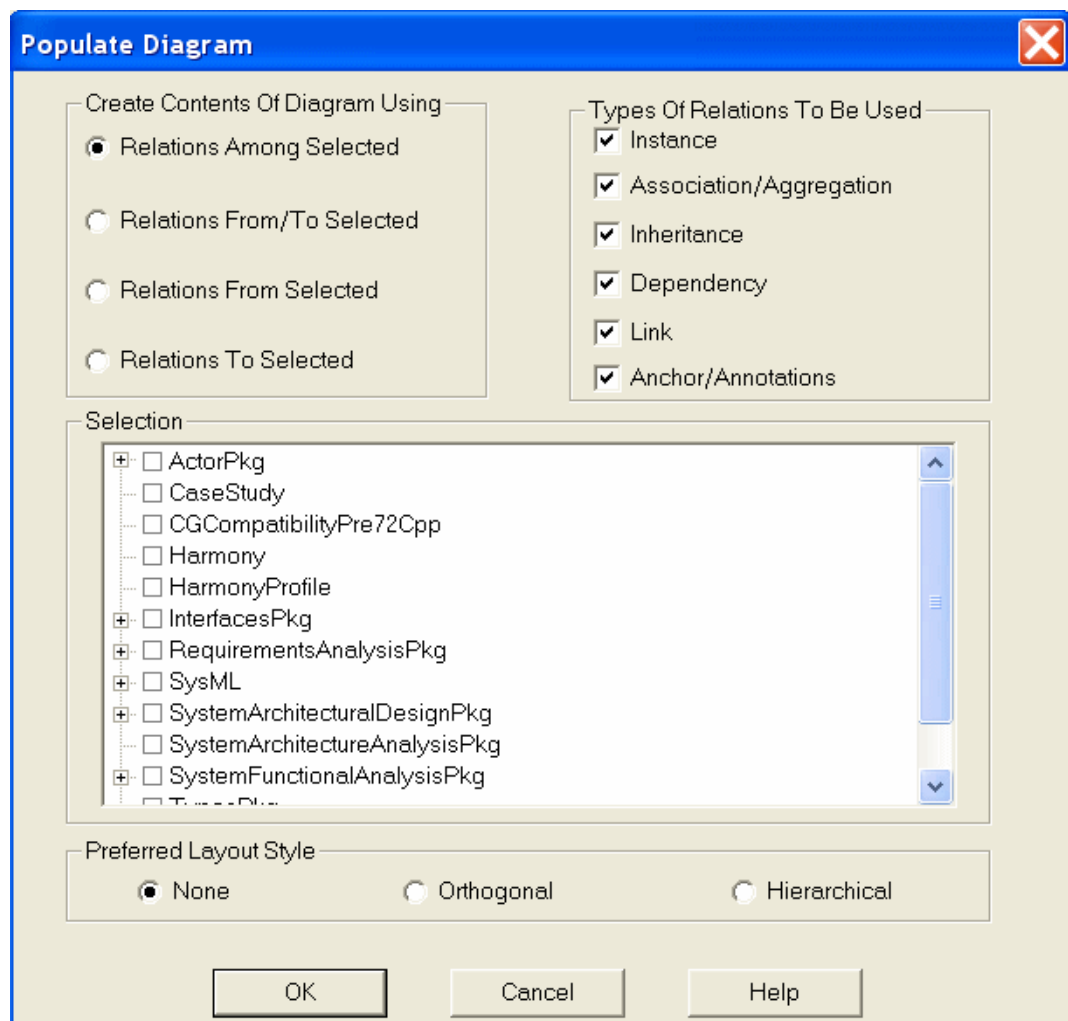 Populate Diagram
Create Contents Of Diagram Using
Relations Among Selected
Relations From/To Selected
Relations From Selected
Relations To Selected
Types Of Relations To Be Used
Instance
Association/Aggregation
Inheritance
Dependency
Link
Anchor/Annotations
Selection
ActorPkg
CaseStudy
CGCompatibilityPre72Cpp
Harmony
HarmonyProfile
InterfacesPkg
RequirementsAnalysisPkg
SysML
SystemArchitecturalDesignPkg
SystemArchitectureAnalysisPkg
SystemFunctionalAnalysisPkg
Preferred Layout Style
None Orthogonal Hierarchical
OK Cancel Help